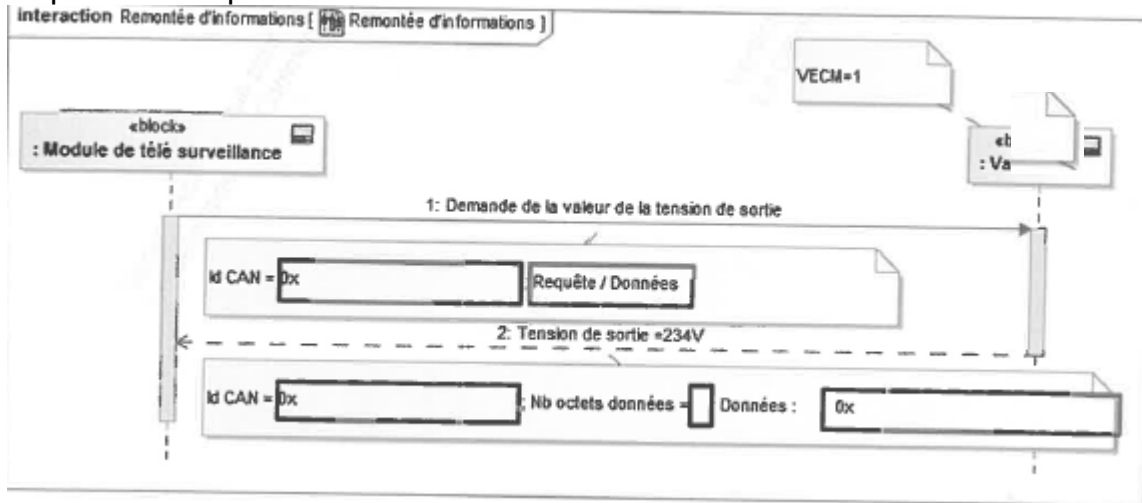 interaction Remontée d'informations [ Remontée d'informations ]
VECM=1
«block»
: Module de télé surveillance
«b
: Va
1: Demande de la valeur de la tension de sortie
Id CAN = 0x ; Requête / Données
2: Tension de sortie =234V
Id CAN = 0x ; Nb octets données = Données : 0x